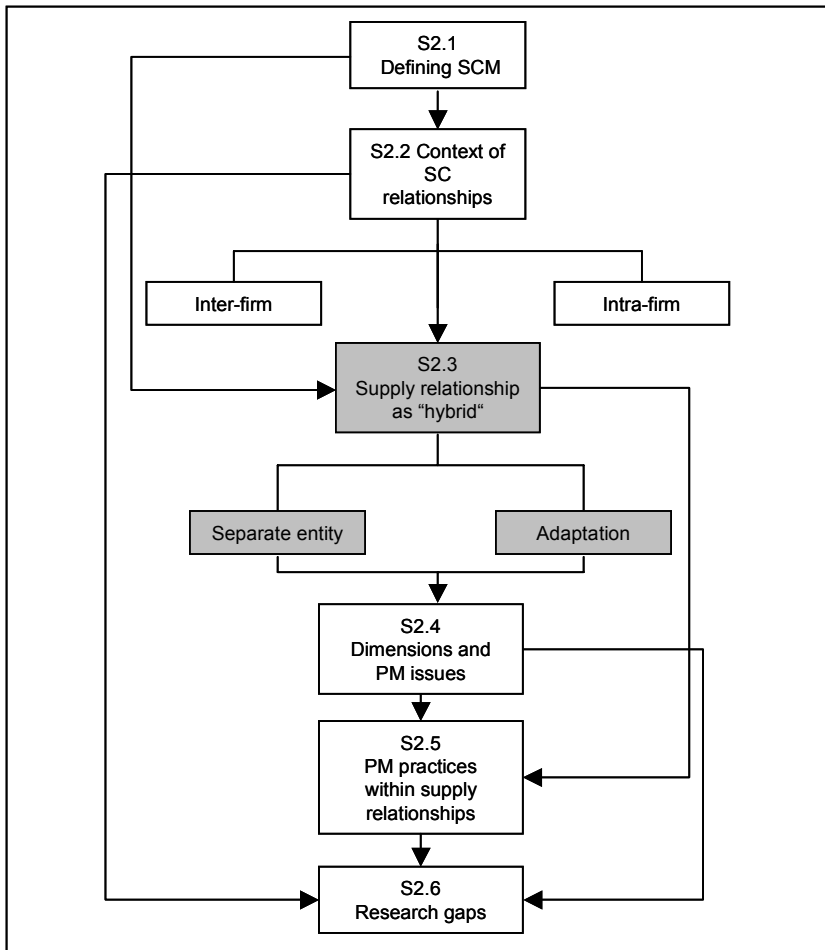 S2.1
Defining SCM
S2.2 Context of
SC
relationships
Inter-firm
Intra-firm
S2.3
Supply relationship
as “hybrid“
Separate entity
Adaptation
S2.4
Dimensions and
PM issues
S2.5
PM practices
within supply
relationships
S2.6
Research gaps